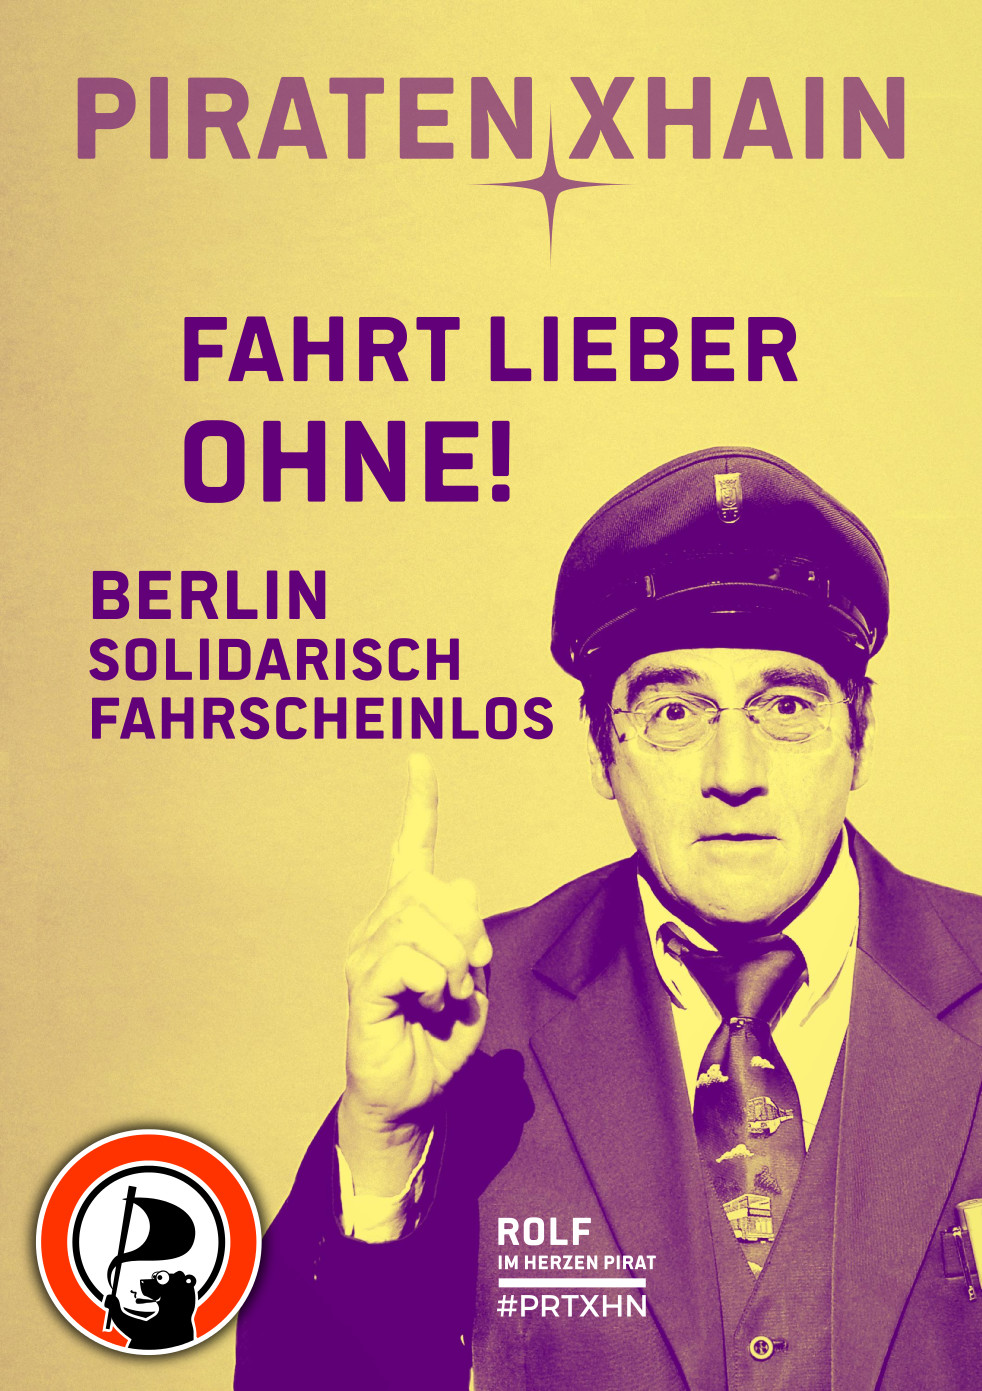 PIRATEN XHAIN
FAHRT LIEBER
OHNE!
BERLIN
SOLIDARISCH
FAHRSCHEINLOS
ROLF
IM HERZEN PIRAT
#PRTXHN